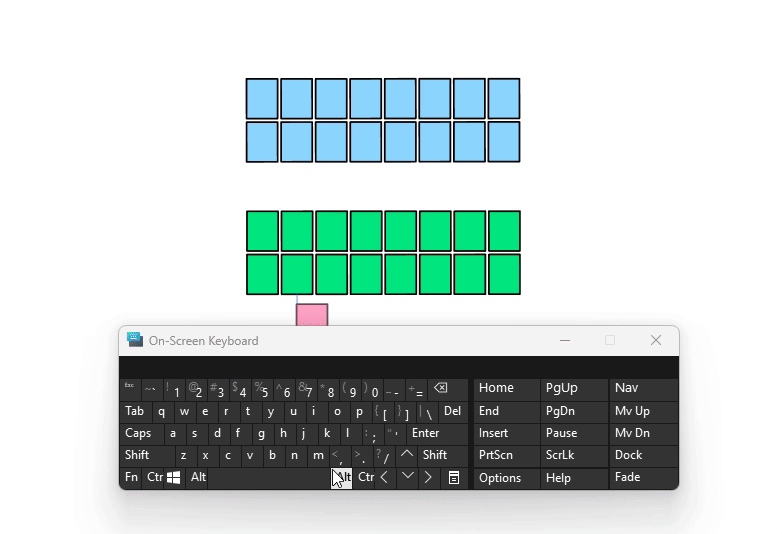 On-Screen Keyboard
Esc ~` !1 @2 #3 $4 %5 ^6 &7 *8 (9 )0 _- += Home PgUp Nav
Tab q w e r t y u i o p {[ }] |\ Del End PgDn Mv Up
Caps a s d f g h j k l :; "' Enter Insert Pause Mv Dn
Shift z x c v b n m <, >. ?/ Shift PrtScn ScrLk Dock
Fn Ctr Alt Alt Ctr Options Help Fade